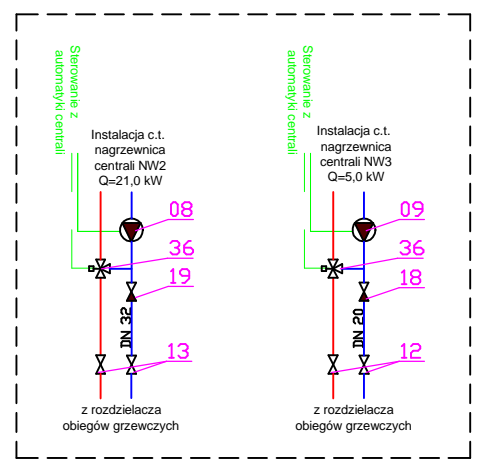 Sterowanie z
automatyki centrali
Instalacja c.t.
nagrzewnica
centrali NW2
Q=21,0 kW
08
36
19
DN 32
13
z rozdzielacza
obiegów grzewczych
Sterowanie z
automatyki centrali
Instalacja c.t.
nagrzewnica
centrali NW3
Q=5,0 kW
09
36
18
DN 20
12
z rozdzielacza
obiegów grzewczych